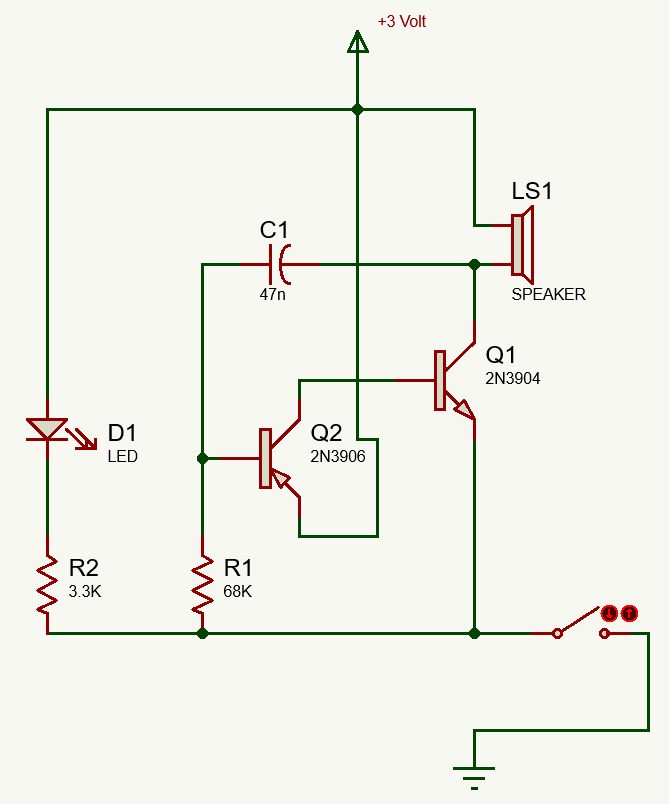 +3 Volt
LS1
SPEAKER
C1
47n
Q1
2N3904
D1
LED
Q2
2N3906
R2
3.3K
R1
68K